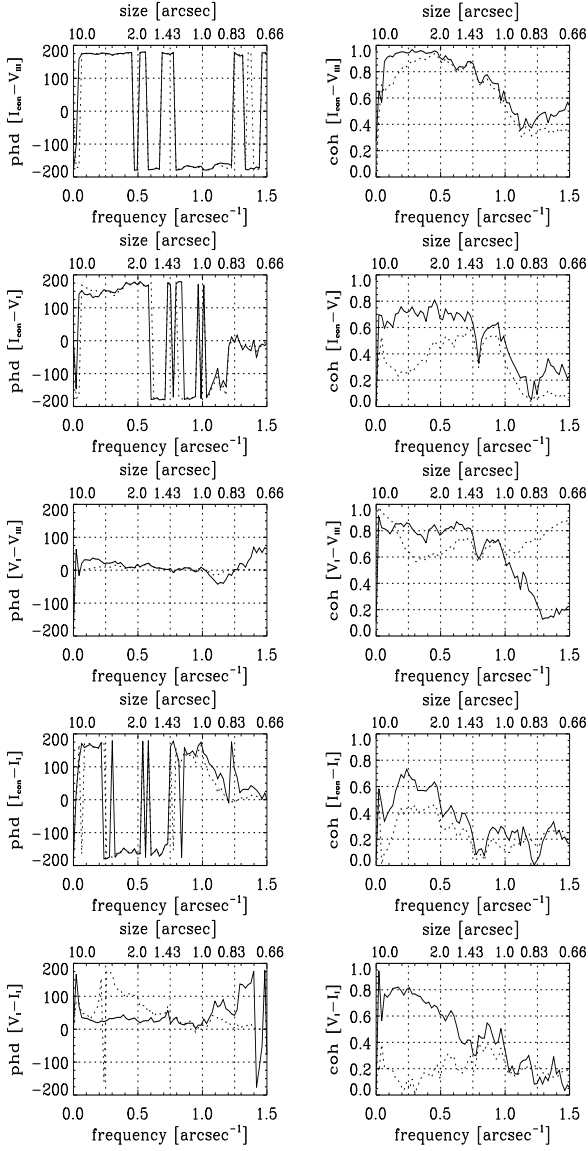 size [arcsec]
size [arcsec]
10.0 2.0 1.43 1.0 0.83 0.66
10.0 2.0 1.43 1.0 0.83 0.66
phd [Icon−VIII]
200
100
0
−100
−200
coh [Icon−VIII]
1.0
0.8
0.6
0.4
0.2
0.0
0.0 0.5 1.0 1.5
0.0 0.5 1.0 1.5
frequency [arcsec⁻¹]
frequency [arcsec⁻¹]
size [arcsec]
size [arcsec]
10.0 2.0 1.43 1.0 0.83 0.66
10.0 2.0 1.43 1.0 0.83 0.66
phd [Icon−Vi]
200
100
0
−100
−200
coh [Icon−Vi]
1.0
0.8
0.6
0.4
0.2
0.0
0.0 0.5 1.0 1.5
0.0 0.5 1.0 1.5
frequency [arcsec⁻¹]
frequency [arcsec⁻¹]
size [arcsec]
size [arcsec]
10.0 2.0 1.43 1.0 0.83 0.66
10.0 2.0 1.43 1.0 0.83 0.66
phd [Vi−VIII]
200
100
0
−100
−200
coh [Vi−VIII]
1.0
0.8
0.6
0.4
0.2
0.0
0.0 0.5 1.0 1.5
0.0 0.5 1.0 1.5
frequency [arcsec⁻¹]
frequency [arcsec⁻¹]
size [arcsec]
size [arcsec]
10.0 2.0 1.43 1.0 0.83 0.66
10.0 2.0 1.43 1.0 0.83 0.66
phd [Icon−Ii]
200
100
0
−100
−200
coh [Icon−Ii]
1.0
0.8
0.6
0.4
0.2
0.0
0.0 0.5 1.0 1.5
0.0 0.5 1.0 1.5
frequency [arcsec⁻¹]
frequency [arcsec⁻¹]
size [arcsec]
size [arcsec]
10.0 2.0 1.43 1.0 0.83 0.66
10.0 2.0 1.43 1.0 0.83 0.66
phd [Vi−Ii]
200
100
0
−100
−200
coh [Vi−Ii]
1.0
0.8
0.6
0.4
0.2
0.0
0.0 0.5 1.0 1.5
0.0 0.5 1.0 1.5
frequency [arcsec⁻¹]
frequency [arcsec⁻¹]